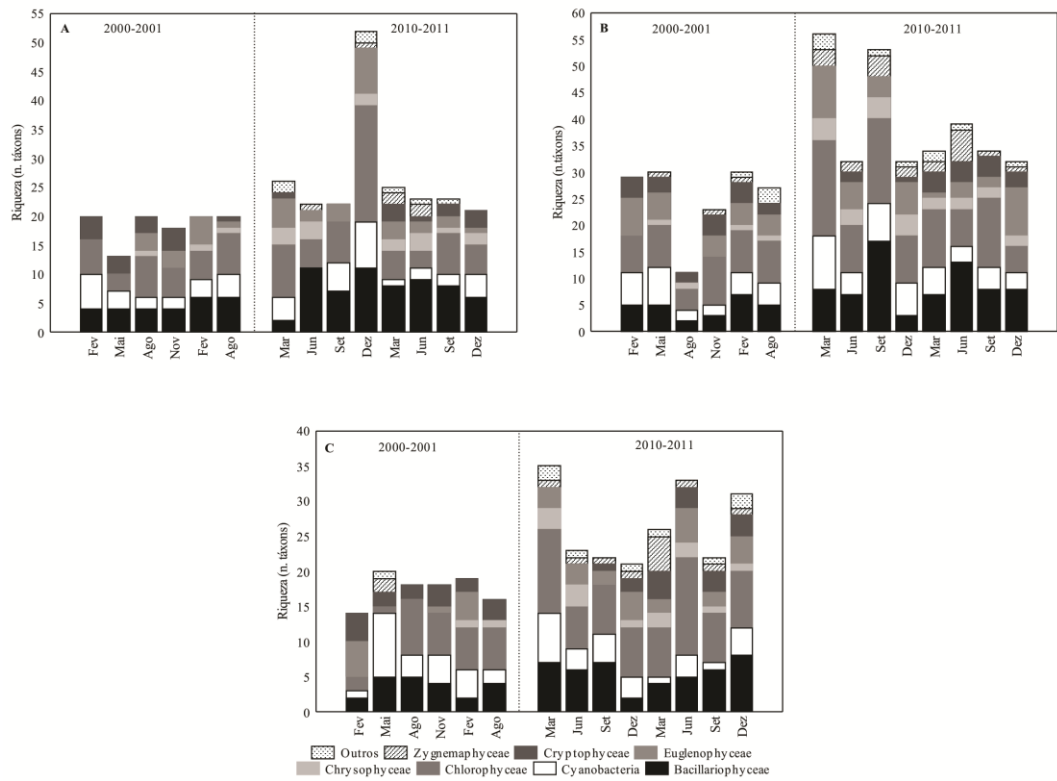 A
2000-2001
2010-2011
Riqueza (n. táxons)
55
50
45
40
35
30
25
20
15
10
5
0
Fev
Mai
Ago
Nov
Fev
Ago
Mar
Jun
Set
Dez
Mar
Jun
Set
Dez
B
2000-2001
2010-2011
Riqueza (n.táxons)
60
55
50
45
40
35
30
25
20
15
10
5
0
Fev
Mai
Ago
Nov
Fev
Ago
Mar
Jun
Set
Dez
Mar
Jun
Set
Dez
C
2000-2001
2010-2011
Riqueza (n. táxons)
40
35
30
25
20
15
10
5
0
Fev
Mai
Ago
Nov
Fev
Ago
Mar
Jun
Set
Dez
Mar
Jun
Set
Dez
Outros Zygnemaphyceae Cryptophyceae Euglenophyceae
Chrysophyceae Chlorophyceae Cyanobacteria Bacillariophyceae